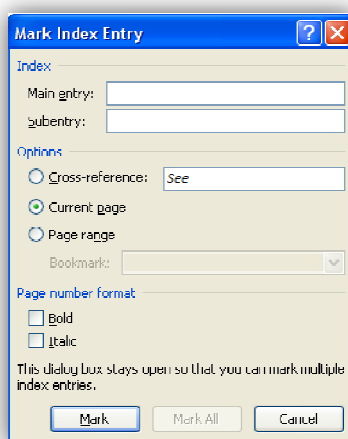 Mark Index Entry
Index
Main entry:
Subentry:
Options
Cross-reference: See
Current page
Page range
Bookmark:
Page number format
Bold
Italic
This dialog box stays open so that you can mark multiple
index entries.
Mark Mark All Cancel